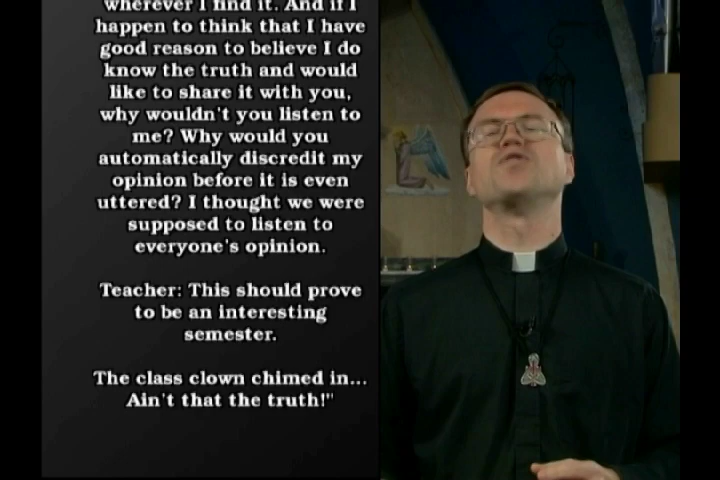 wherever I find it. And if I
happen to think that I have
good reason to believe I do
know the truth and would
like to share it with you,
why wouldn't you listen to
me? Why would you
automatically discredit my
opinion before it is even
uttered? I thought we were
supposed to listen to
everyone's opinion.
Teacher: This should prove
to be an interesting
semester.
The class clown chimed in...
Ain't that the truth!"